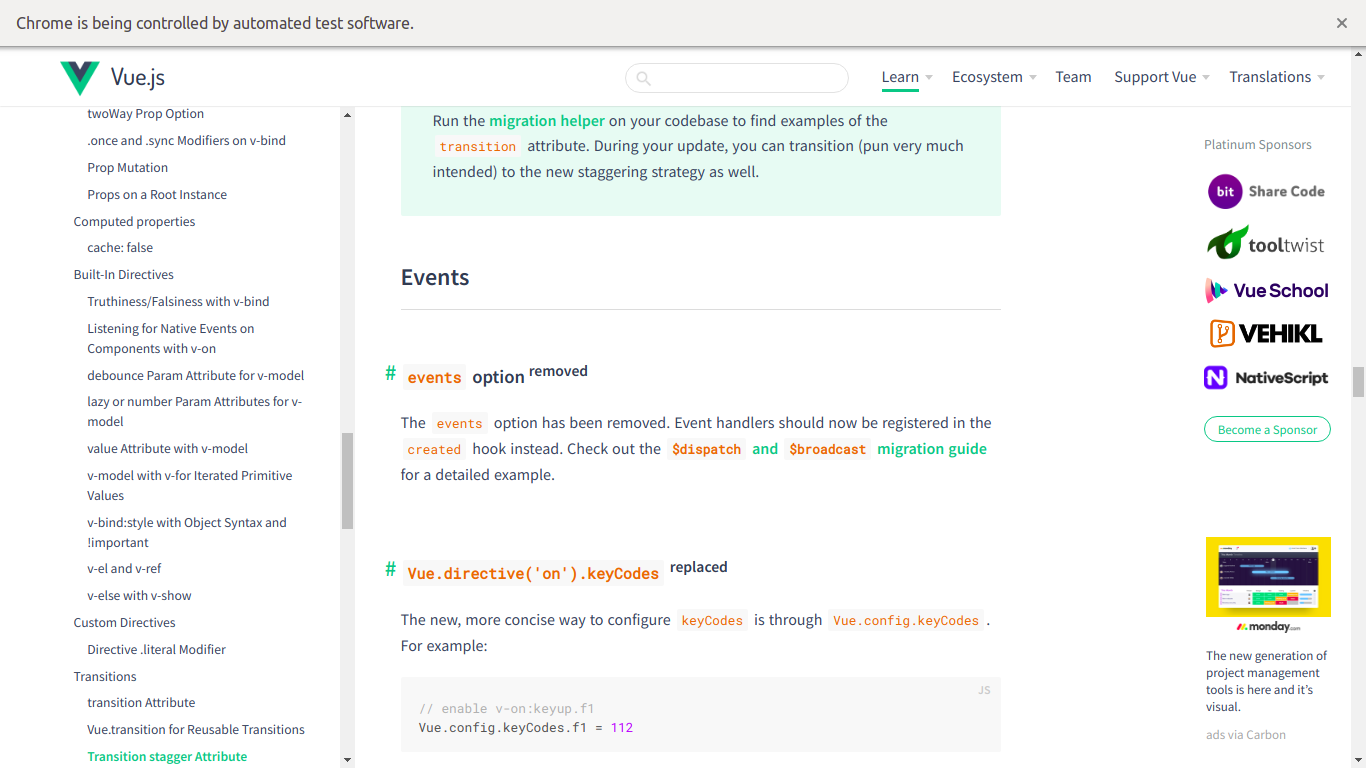 Chrome is being controlled by automated test software.
Vue.js
Learn
Ecosystem
Team
Support Vue
Translations
twoWay Prop Option
.once and .sync Modifiers on v-bind
Prop Mutation
Props on a Root Instance
Computed properties
cache: false
Built-In Directives
Truthiness/Falsiness with v-bind
Listening for Native Events on
Components with v-on
debounce Param Attribute for v-model
lazy or number Param Attributes for v-
model
value Attribute with v-model
v-model with v-for Iterated Primitive
Values
v-bind:style with Object Syntax and
!important
v-el and v-ref
v-else with v-show
Custom Directives
Directive .literal Modifier
Transitions
transition Attribute
Vue.transition for Reusable Transitions
Transition stagger Attribute
Run the migration helper on your codebase to find examples of the
transition attribute. During your update, you can transition (pun very much
intended) to the new staggering strategy as well.
Events
# events option removed
The events option has been removed. Event handlers should now be registered in the
created hook instead. Check out the $dispatch and $broadcast migration guide
for a detailed example.
# Vue.directive('on').keyCodes replaced
The new, more concise way to configure keyCodes is through Vue.config.keyCodes .
For example:
JS
// enable v-on:keyup.f1
Vue.config.keyCodes.f1 = 112
Platinum Sponsors
bit Share Code
tooltwist
Vue School
VEHIKL
NativeScript
Become a Sponsor
monday.com
The new generation of
project management
tools is here and it's
visual.
ads via Carbon